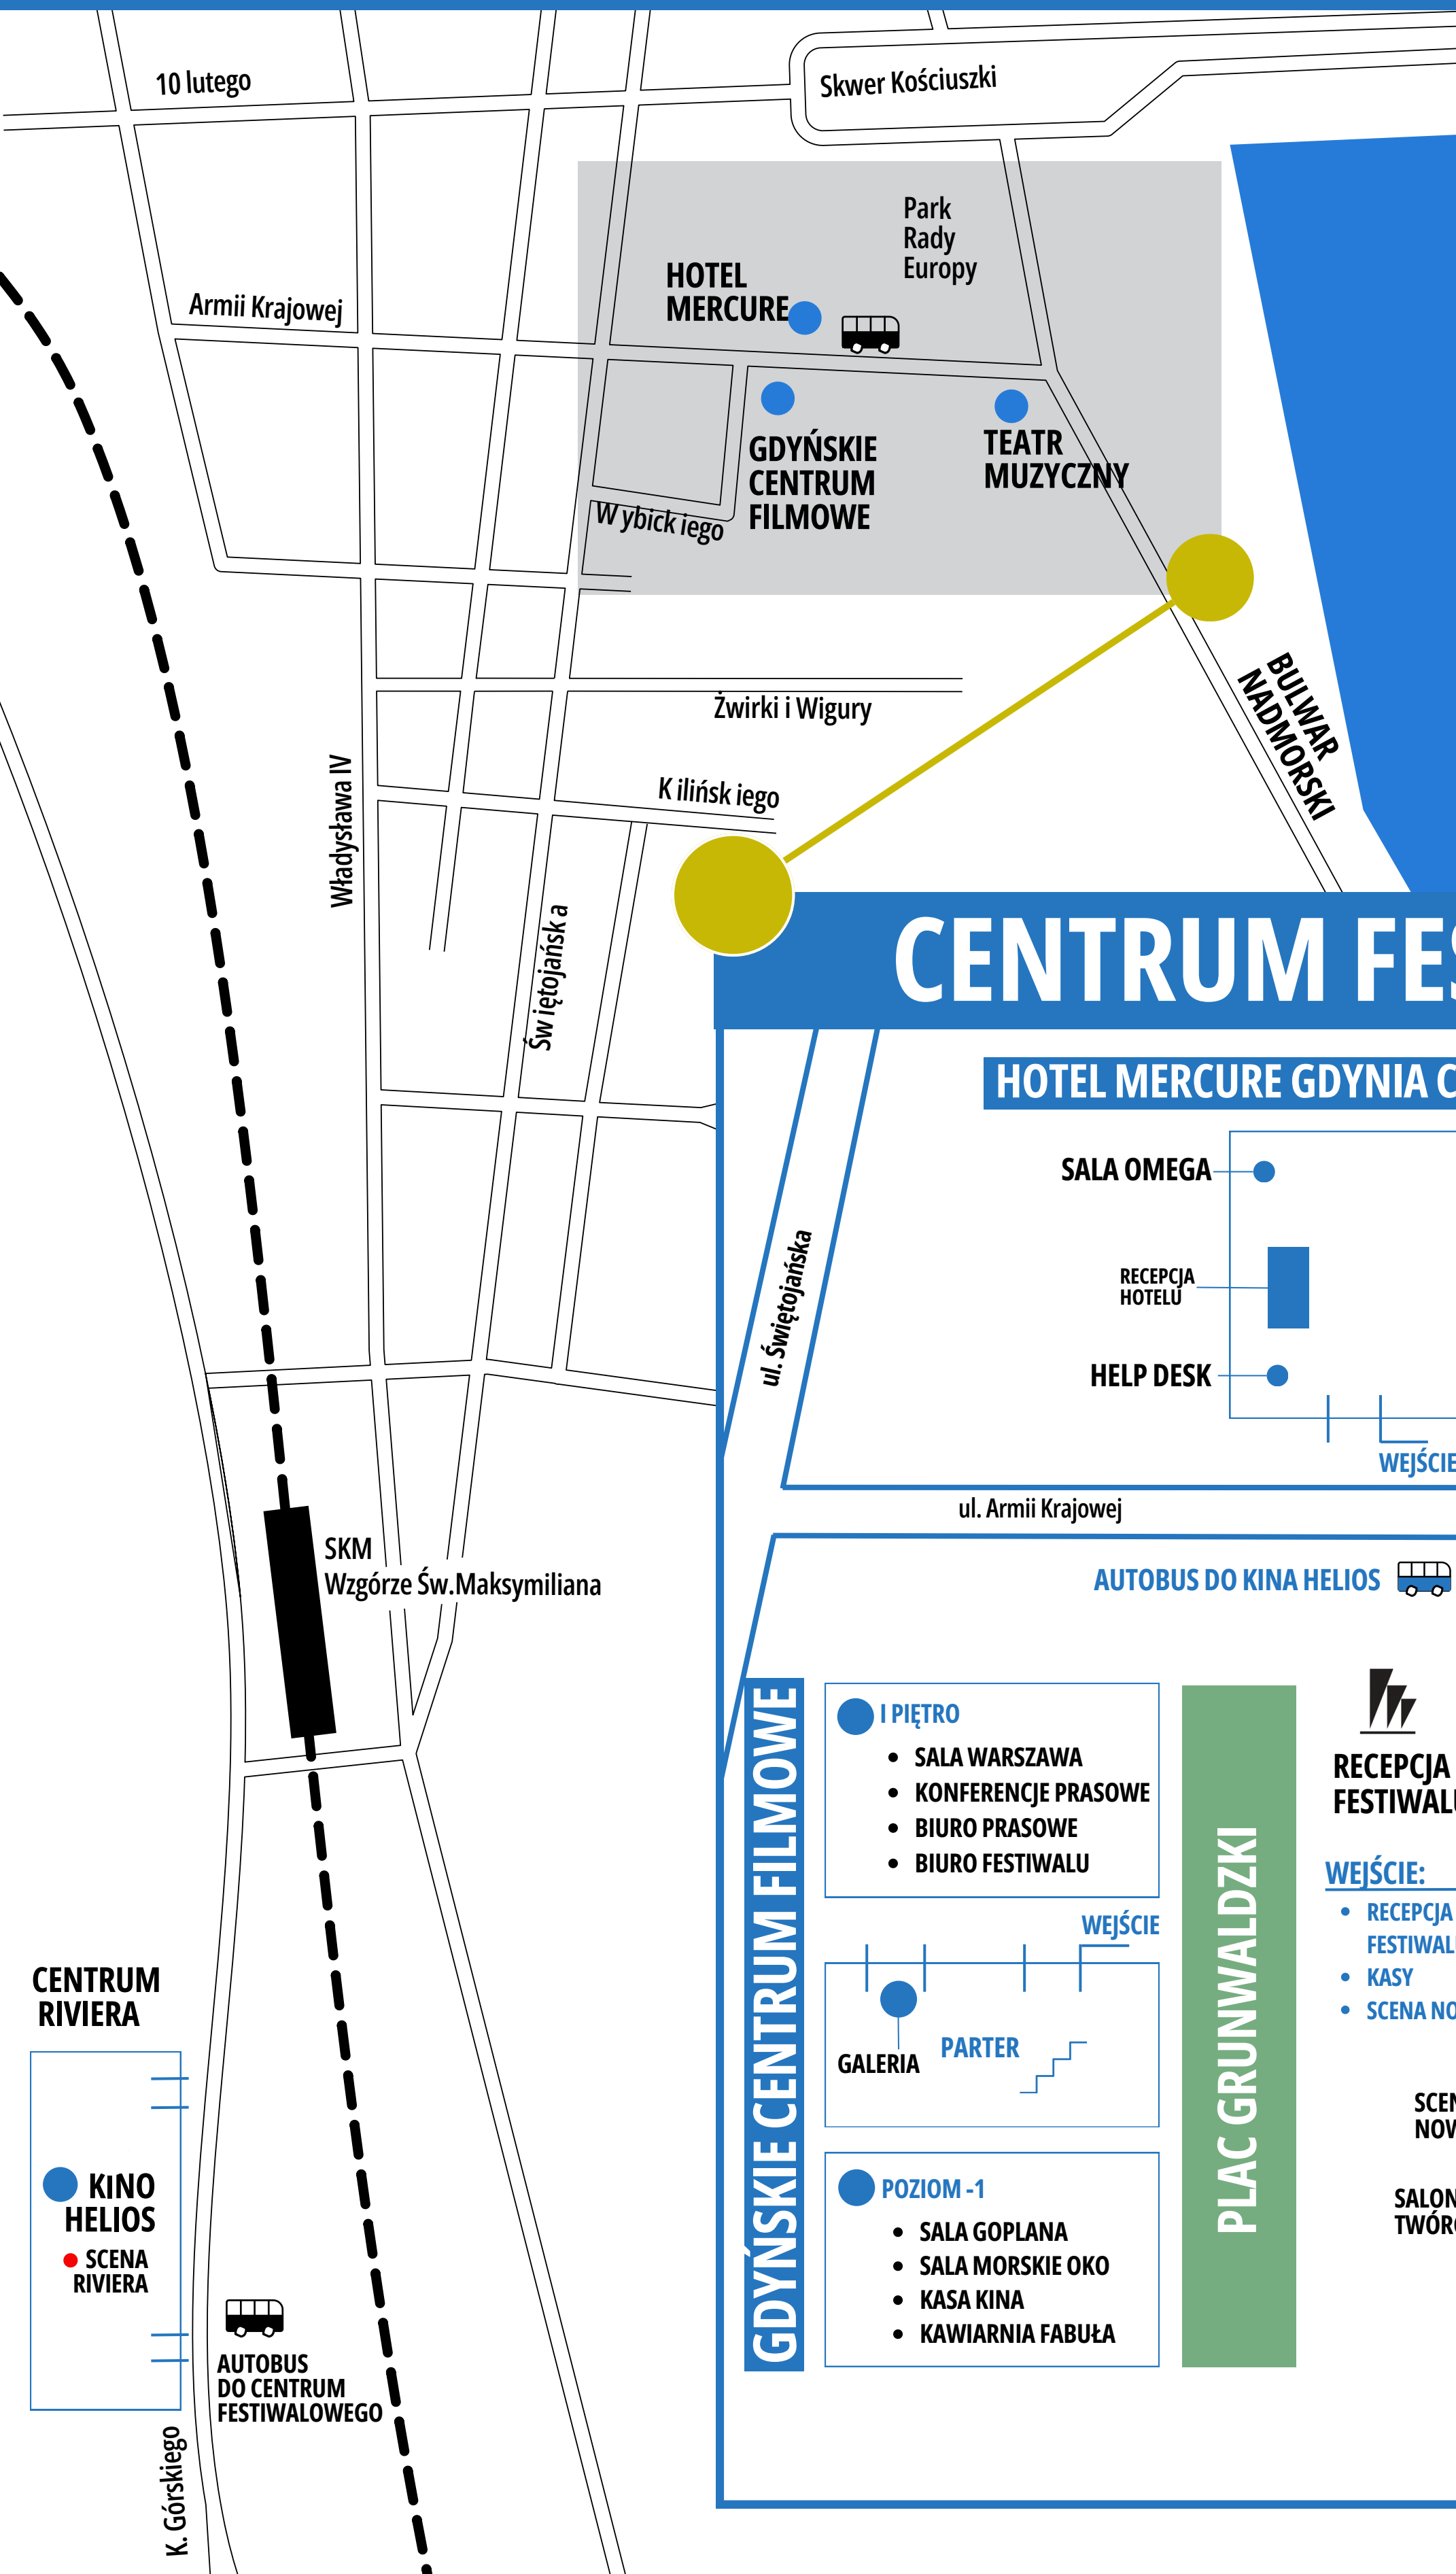 10 lutego
Skwer Kościuszki
Park
Rady
Europy
HOTEL
MERCURE
Armii Krajowej
GDYŃSKIE
CENTRUM
FILMOWE
TEATR
MUZYCZNY
W ybick iego
BULWAR
NADMORSKI
Żwirki i Wigury
K ilińsk iego
Władysława IV
Św iętojańsk a
CENTRUM FES
HOTEL MERCURE GDYNIA C
SALA OMEGA
RECEPCJA
HOTELU
HELP DESK
WEJŚCIE
ul. Świętojańska
ul. Armii Krajowej
AUTOBUS DO KINA HELIOS
SKM
Wzgórze Św.Maksymiliana
GDYŃSKIE CENTRUM FILMOWE
I PIĘTRO
• SALA WARSZAWA
• KONFERENCJE PRASOWE
• BIURO PRASOWE
• BIURO FESTIWALU
WEJŚCIE
GALERIA
PARTER
POZIOM -1
• SALA GOPLANA
• SALA MORSKIE OKO
• KASA KINA
• KAWIARNIA FABUŁA
PLAC GRUNWALDZKI
RECEPCJA
FESTIWALU
WEJŚCIE:
• RECEPCJA
FESTIWAL
• KASY
• SCENA NO
SCEN
NOW
SALON
TWÓRC
CENTRUM
RIVIERA
KINO
HELIOS
SCENA
RIVIERA
AUTOBUS
DO CENTRUM
FESTIWALOWEGO
K. Górskiego